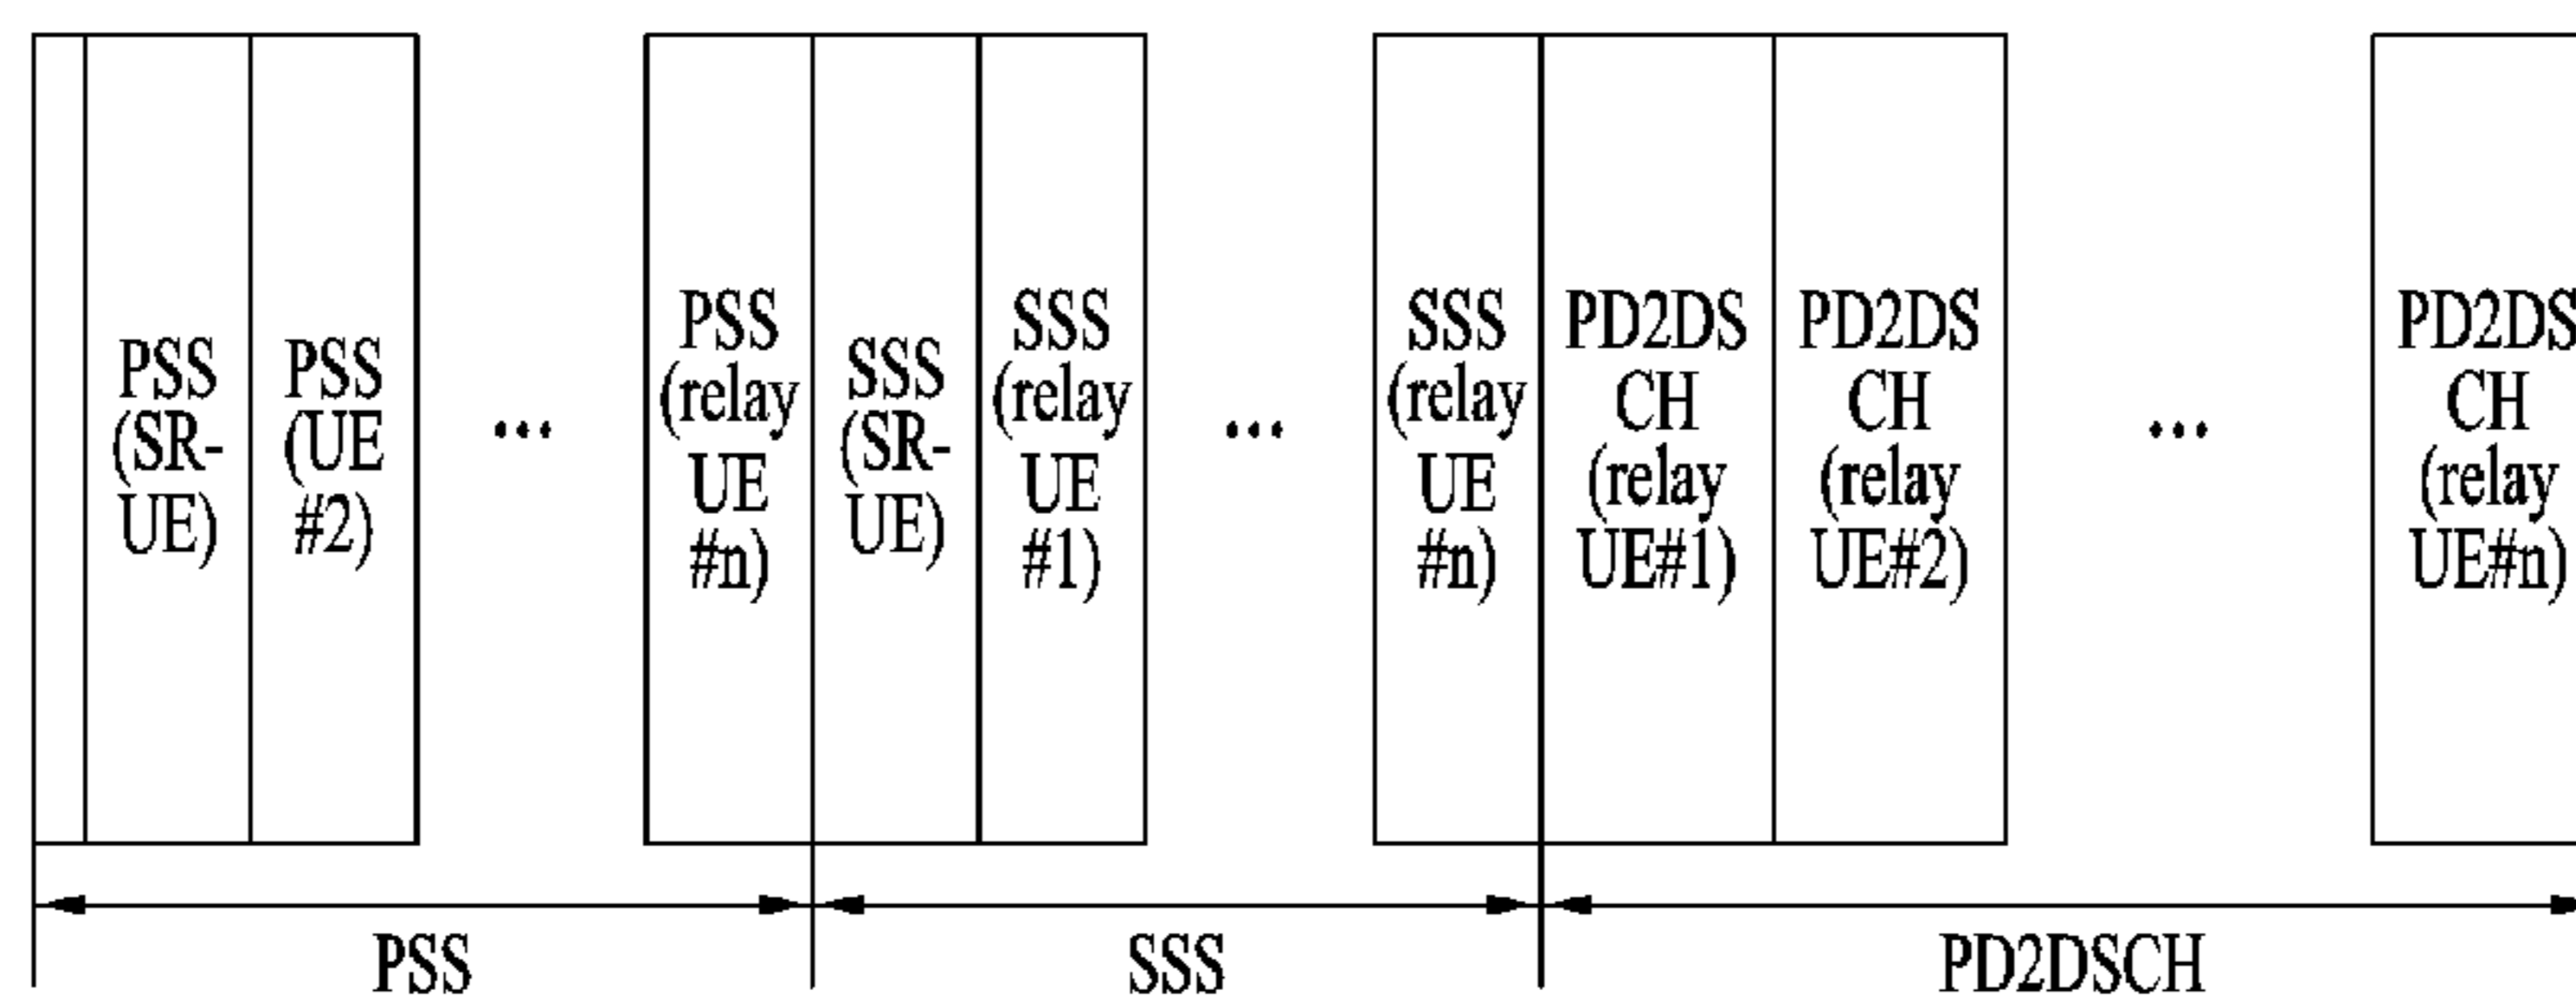 PSS
(SR-
UE)
PSS
(UE
#2)
...
PSS
(relay
UE
#n)
SSS
(SR-
UE)
SSS
(relay
UE
#1)
...
SSS
(relay
UE
#n)
PD2DS
CH
(relay
UE#1)
PD2DS
CH
(relay
UE#2)
...
PD2DS
CH
(relay
UE#n)
PSS
SSS
PD2DSCH